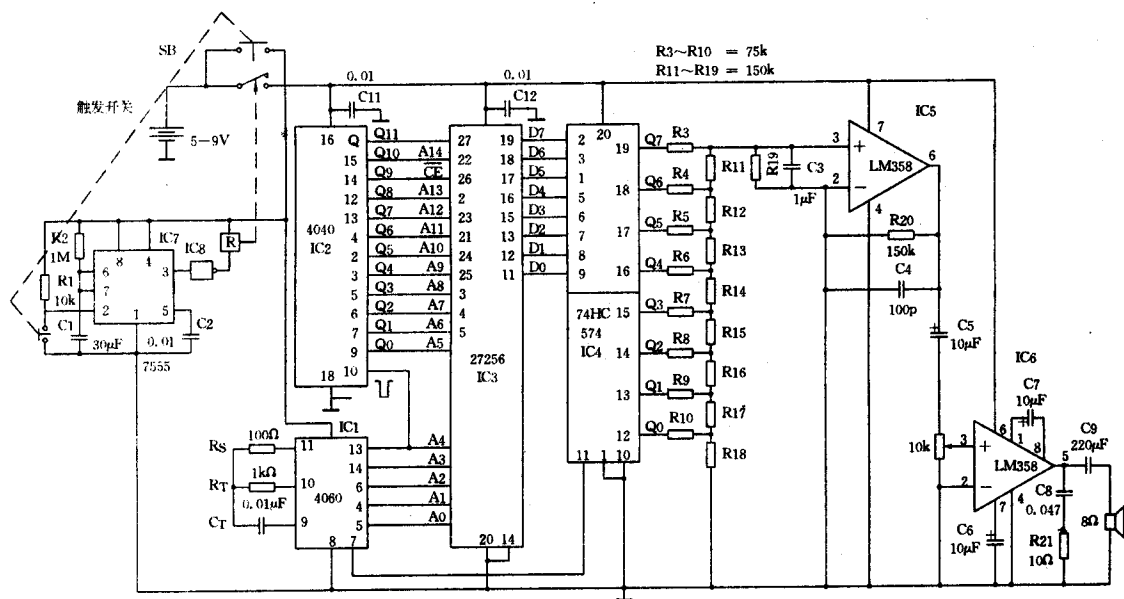 SB
触发开关
5-9V
R3~R10 = 75k
R11~R19 = 150k
0.01
C11
0.01
C12
16
Q Q11 27
15 Q10 A14 22
14 Q9 CE 26
12 Q8 A13 2
13 Q7 A12 23
4 Q6 A11 21
2 Q5 A10 24
3 Q4 A9 25
5 Q3 A8 3
6 Q2 A7 4
7 Q1 A6 5
9 Q0 A5
10
18
4040
IC2
19 D7 2
18 D6 3
17 D5 1
16 D4 5
15 D3 6
13 D2 7
12 D1 8
11 D0 9
27256
IC3
20
14
20
19 Q7 R3
18 Q6 R4
17 Q5 R5
16 Q4 R6
15 Q3 R7
14 Q2 R8
13 Q1 R9
12 Q0 R10
11
1
10
74HC
574
IC4
R11
R12
R13
R14
R15
R16
R17
R18
R19
C3
1μF
IC5
3
7
+
LM358
6
2
-
4
R20
150k
C4
100p
C5
10μF
IC6
C7
10μF
10k
3
+
6
1
8
LM358
5
2
-
7
4
C6
10μF
C9
220μF
C8
0.047
R21
10Ω
8Ω
R2
1M
R1
10k
C1
30μF
IC7
8
4
6
7
2
3
1
5
0.01
C2
7555
IC8
R
IC1
RS
100Ω
11
RT
1kΩ
10
CT
0.01μF
9
4060
13 A4
14 A3
6 A2
4 A1
5 A0
8
7